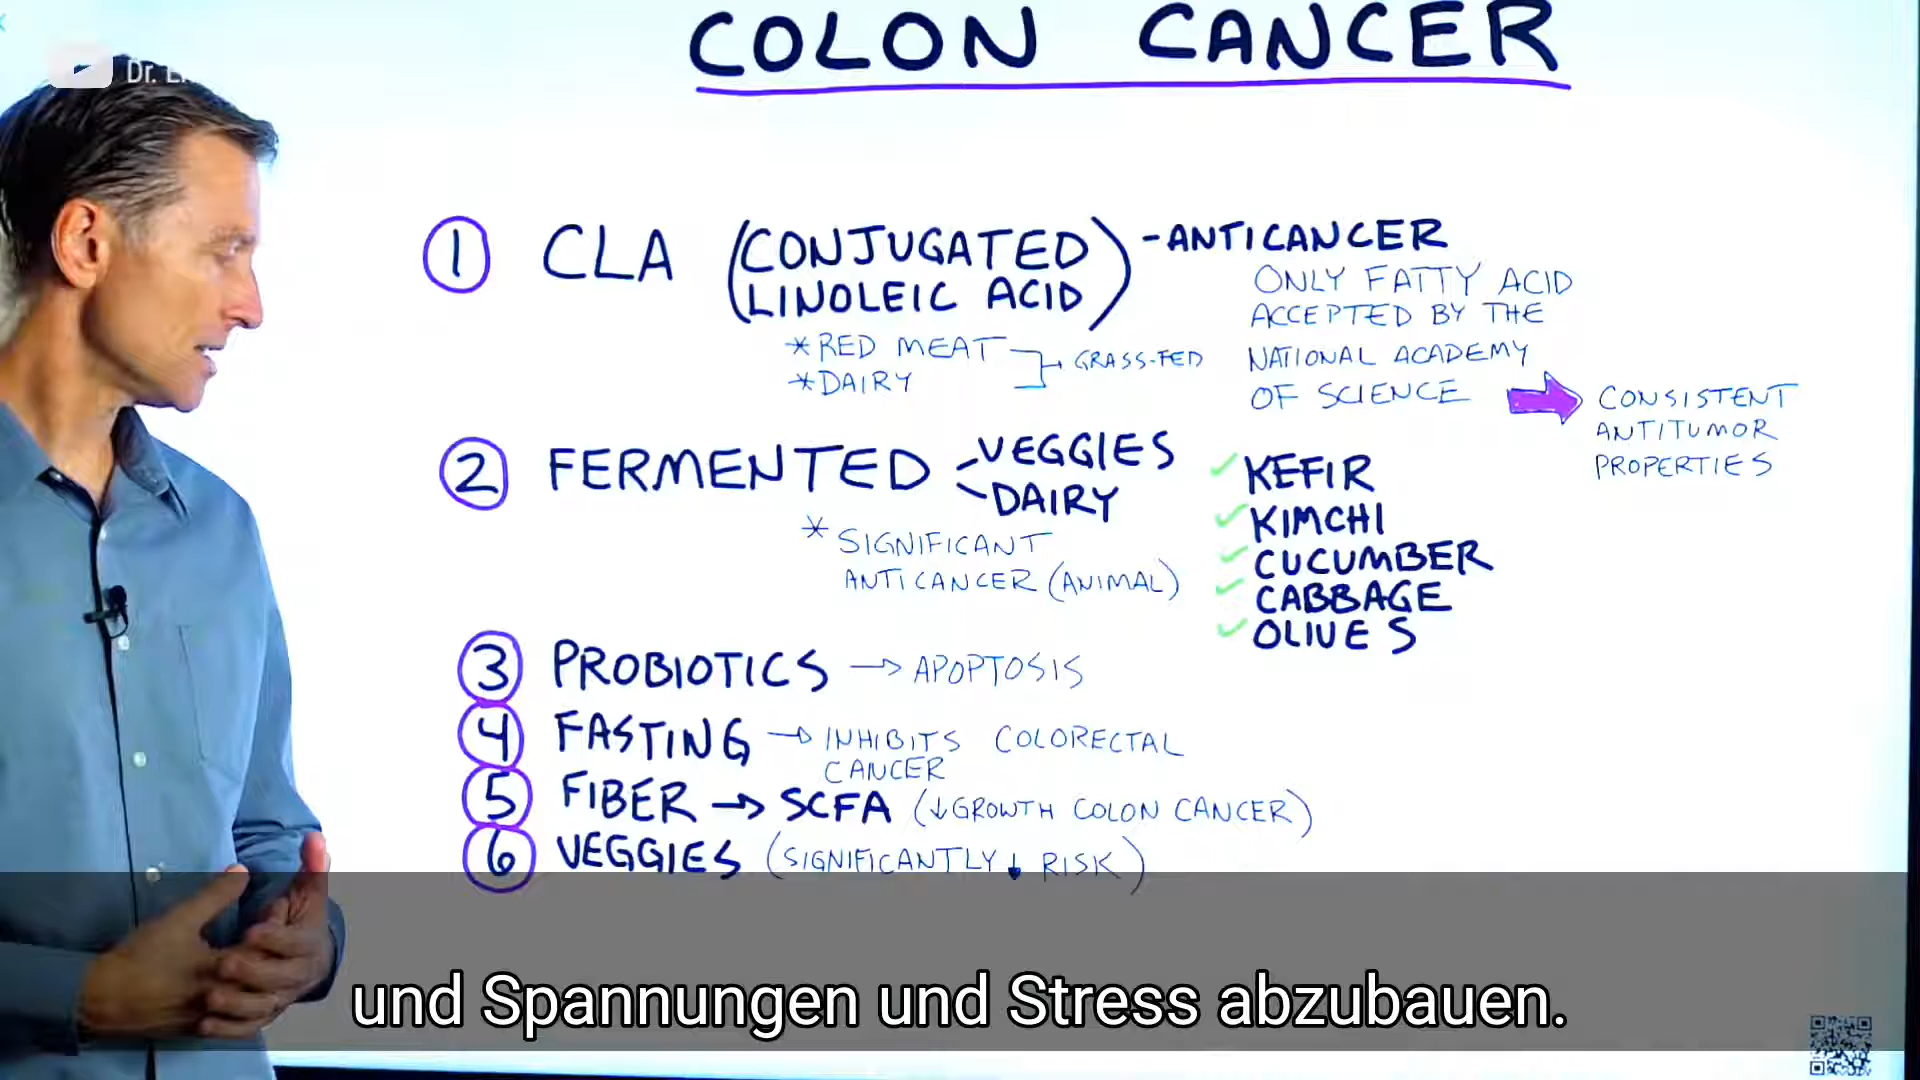 Dr.
COLON CANCER
1 CLA (CONJUGATED LINOLEIC ACID) -ANTICANCER
ONLY FATTY ACID
ACCEPTED BY THE
NATIONAL ACADEMY
OF SCIENCE
CONSISTENT
ANTITUMOR
PROPERTIES
*RED MEAT
*DAIRY
GRASS-FED
2 FERMENTED
-VEGGIES
-DAIRY
*SIGNIFICANT
ANTICANCER (ANIMAL)
✓KEFIR
✓KIMCHI
✓CUCUMBER
✓CABBAGE
✓OLIVES
3 PROBIOTICS → APOPTOSIS
4 FASTING → INHIBITS COLORECTAL
CANCER
5 FIBER → SCFA (↓GROWTH COLON CANCER)
6 VEGGIES (SIGNIFICANTLY ↓ RISK)
und Spannungen und Stress abzubauen.